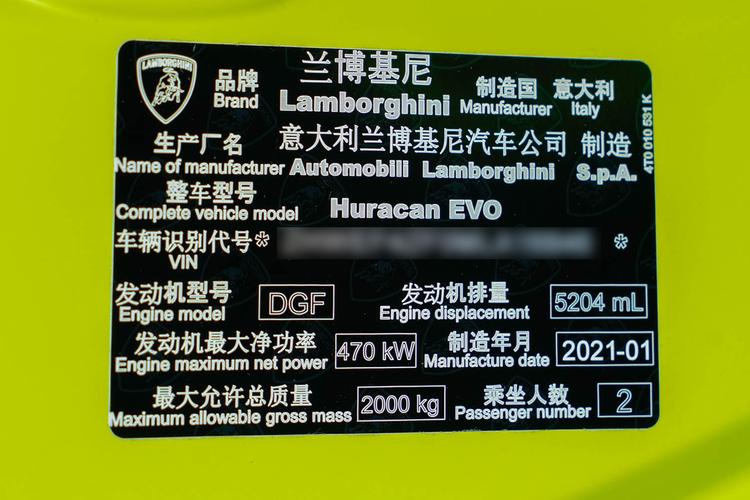 LAMBORGHINI
品牌 兰博基尼 制造国 意大利
Brand Lamborghini Manufacturer Italy
生产厂名 意大利兰博基尼汽车公司 制造
Name of manufacturer Automobili Lamborghini S.p.A.
整车型号
Complete vehicle model Huracan EVO
车辆识别代号* *
VIN
发动机型号 DGF 发动机排量 5204 mL
Engine model Engine displacement
发动机最大净功率 470 kW 制造年月 2021-01
Engine maximum net power Manufacture date
最大允许总质量 2000 kg 乘坐人数 2
Maximum allowable gross mass Passenger number
4T0 010 531 K